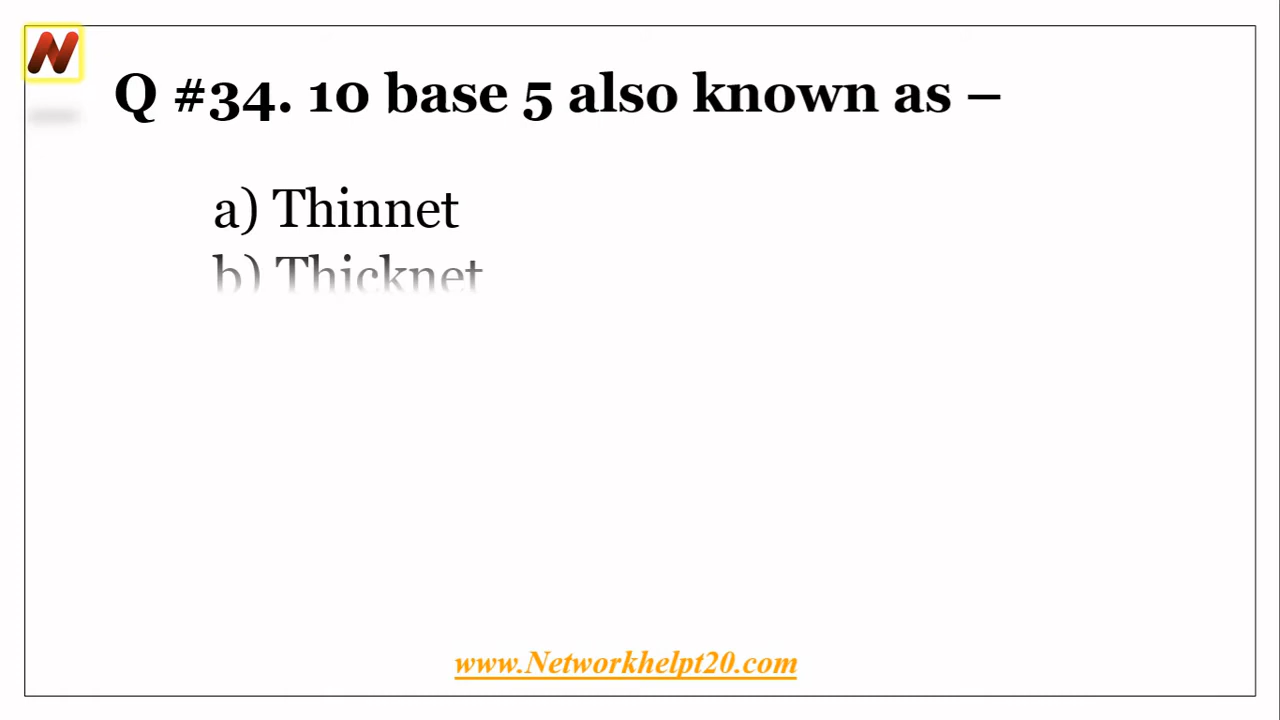 Q #34. 10 base 5 also known as –
a) Thinnet
b) Thicknet
www.Networkhelpt20.com